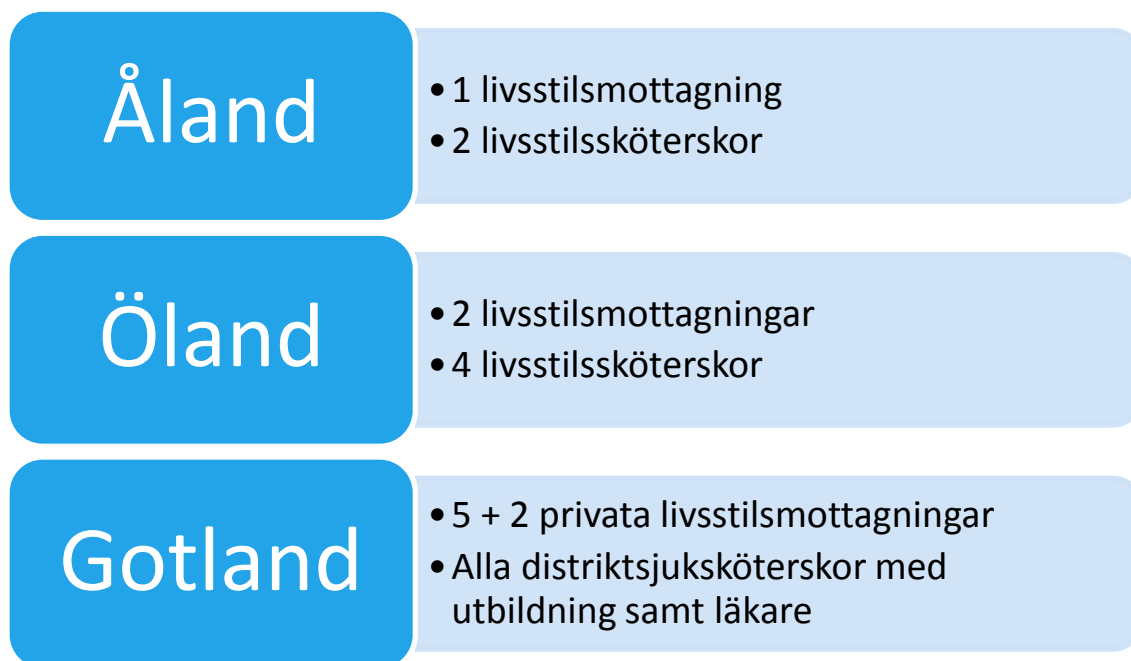 Åland
• 1 livsstilsmottagning
• 2 livsstilssköterskor
Öland
• 2 livsstilsmottagningar
• 4 livsstilssköterskor
Gotland
• 5 + 2 privata livsstilsmottagningar
• Alla distriktsjuksköterskor med
utbildning samt läkare